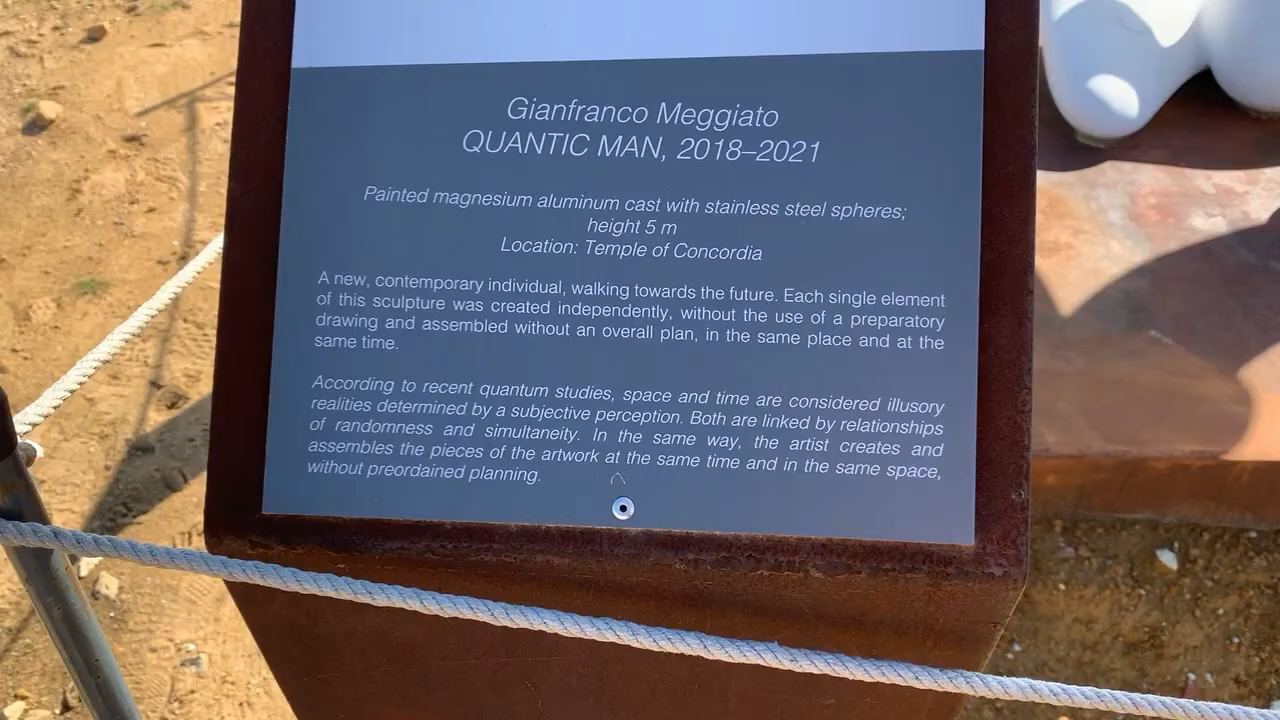 Gianfranco Meggiato
QUANTIC MAN, 2018–2021
Painted magnesium aluminum cast with stainless steel spheres;
height 5 m
Location: Temple of Concordia
A new, contemporary individual, walking towards the future. Each single element
of this sculpture was created independently, without the use of a preparatory
drawing and assembled without an overall plan, in the same place and at the
same time.
According to recent quantum studies, space and time are considered illusory
realities determined by a subjective perception. Both are linked by relationships
of randomness and simultaneity. In the same way, the artist creates and
assembles the pieces of the artwork at the same time and in the same space,
without preordained planning.